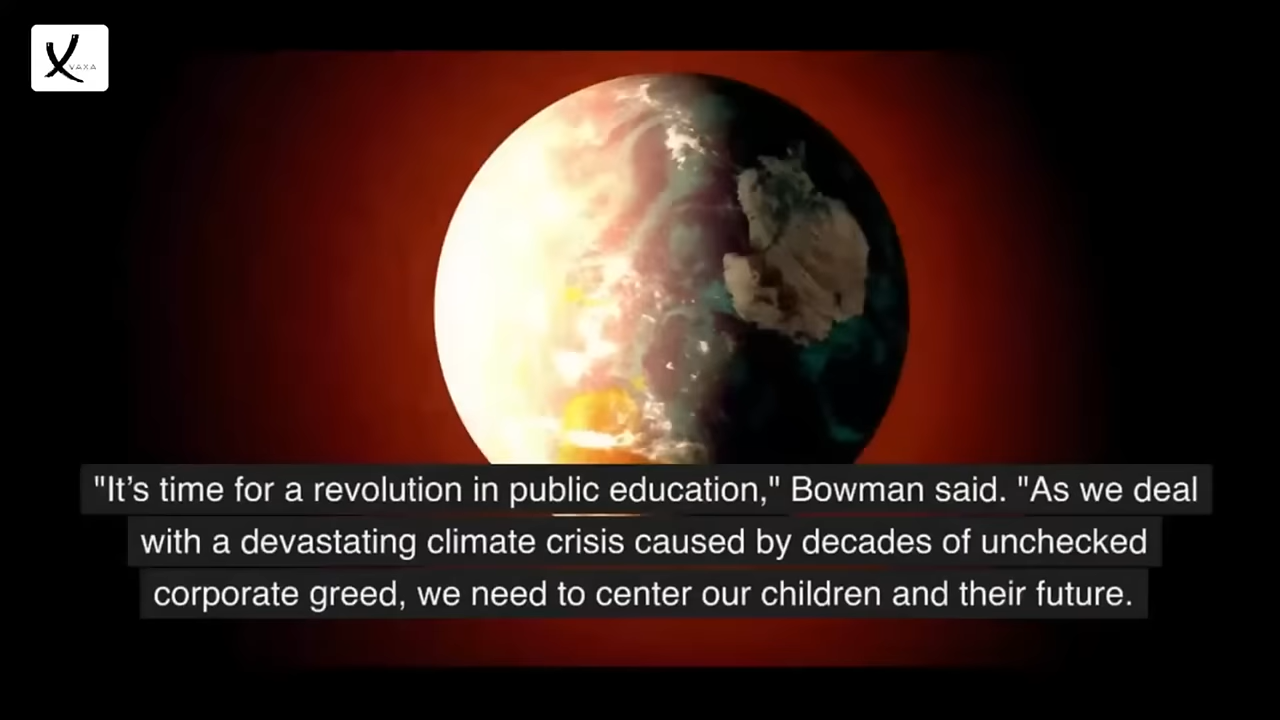 X VAXA
"It’s time for a revolution in public education," Bowman said. "As we deal
with a devastating climate crisis caused by decades of unchecked
corporate greed, we need to center our children and their future.